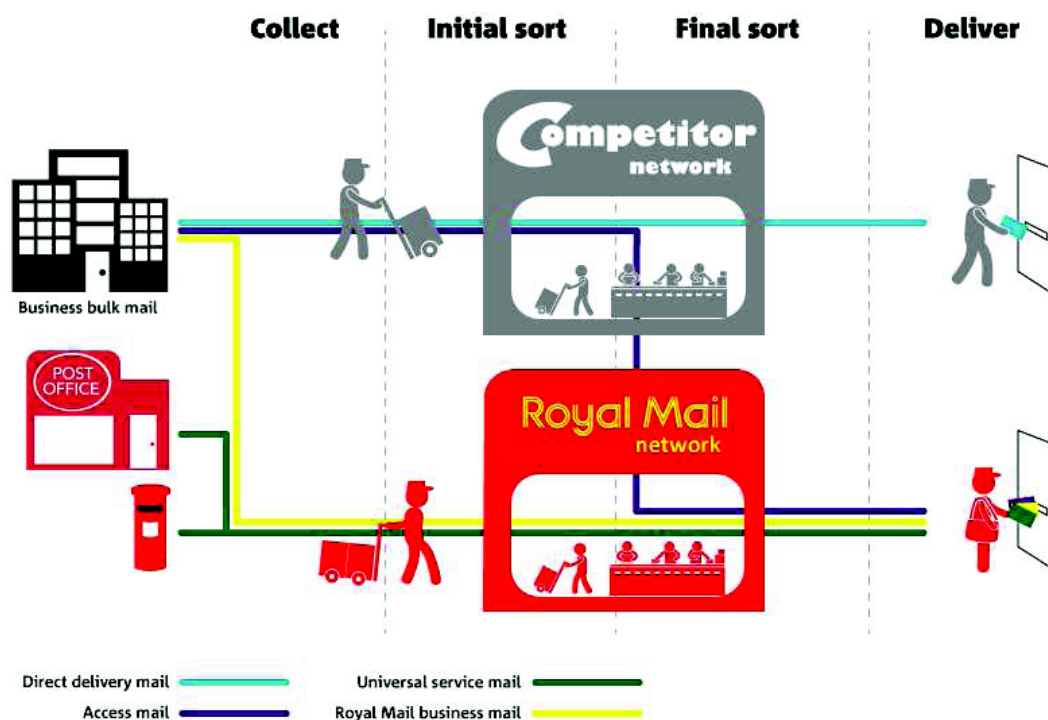 Collect Initial sort Final sort Deliver
Competitor
network
Business bulk mail
POST
OFFICE
Royal Mail
network
Direct delivery mail Universal service mail
Access mail Royal Mail business mail